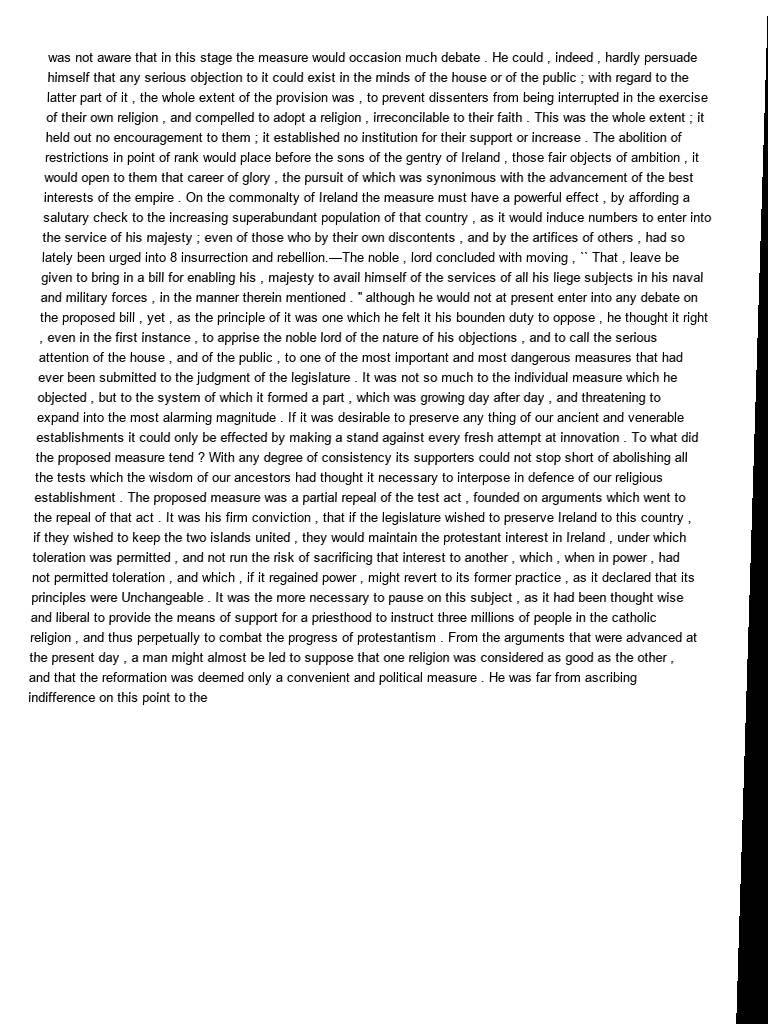 was not aware that in this stage the measure would occasion much debate . He could , indeed , hardly persuade
himself that any serious objection to it could exist in the minds of the house or of the public ; with regard to the
latter part of it , the whole extent of the provision was , to prevent dissenters from being interrupted in the exercise
of their own religion , and compelled to adopt a religion , irreconcilable to their faith . This was the whole extent ; it
held out no encouragement to them ; it established no institution for their support or increase . The abolition of
restrictions in point of rank would place before the sons of the gentry of Ireland , those fair objects of ambition , it
would open to them that career of glory , the pursuit of which was synonimous with the advancement of the best
interests of the empire . On the commonalty of Ireland the measure must have a powerful effect , by affording a
salutary check to the increasing superabundant population of that country , as it would induce numbers to enter into
the service of his majesty ; even of those who by their own discontents , and by the artifices of others , had so
lately been urged into 8 insurrection and rebellion.—The noble , lord concluded with moving , `` That , leave be
given to bring in a bill for enabling his , majesty to avail himself of the services of all his liege subjects in his naval
and military forces , in the manner therein mentioned . " although he would not at present enter into any debate on
the proposed bill , yet , as the principle of it was one which he felt it his bounden duty to oppose , he thought it right
, even in the first instance , to apprise the noble lord of the nature of his objections , and to call the serious
attention of the house , and of the public , to one of the most important and most dangerous measures that had
ever been submitted to the judgment of the legislature . It was not so much to the individual measure which he
objected , but to the system of which it formed a part , which was growing day after day , and threatening to
expand into the most alarming magnitude . If it was desirable to preserve any thing of our ancient and venerable
establishments it could only be effected by making a stand against every fresh attempt at innovation . To what did
the proposed measure tend ? With any degree of consistency its supporters could not stop short of abolishing all
the tests which the wisdom of our ancestors had thought it necessary to interpose in defence of our religious
establishment . The proposed measure was a partial repeal of the test act , founded on arguments which went to
the repeal of that act . It was his firm conviction , that if the legislature wished to preserve Ireland to this country ,
if they wished to keep the two islands united , they would maintain the protestant interest in Ireland , under which
toleration was permitted , and not run the risk of sacrificing that interest to another , which , when in power , had
not permitted toleration , and which , if it regained power , might revert to its former practice , as it declared that its
principles were Unchangeable . It was the more necessary to pause on this subject , as it had been thought wise
and liberal to provide the means of support for a priesthood to instruct three millions of people in the catholic
religion , and thus perpetually to combat the progress of protestantism . From the arguments that were advanced at
the present day , a man might almost be led to suppose that one religion was considered as good as the other ,
and that the reformation was deemed only a convenient and political measure . He was far from ascribing
indifference on this point to the